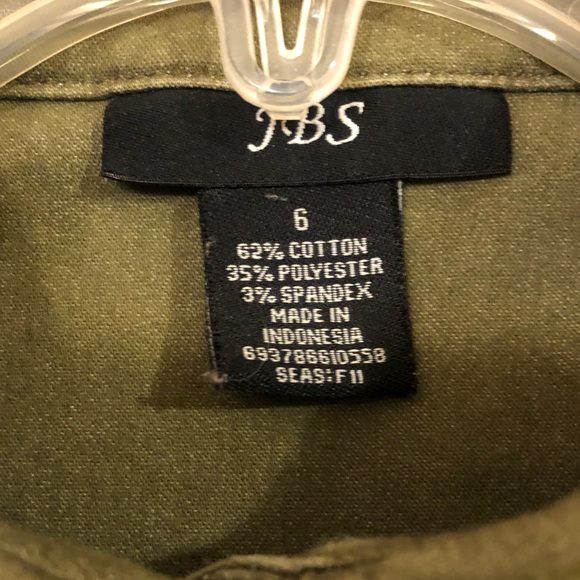 JBS
6
62% COTTON
35% POLYESTER
3% SPANDEX
MADE IN
INDONESIA
693786610558
SEAS:F11